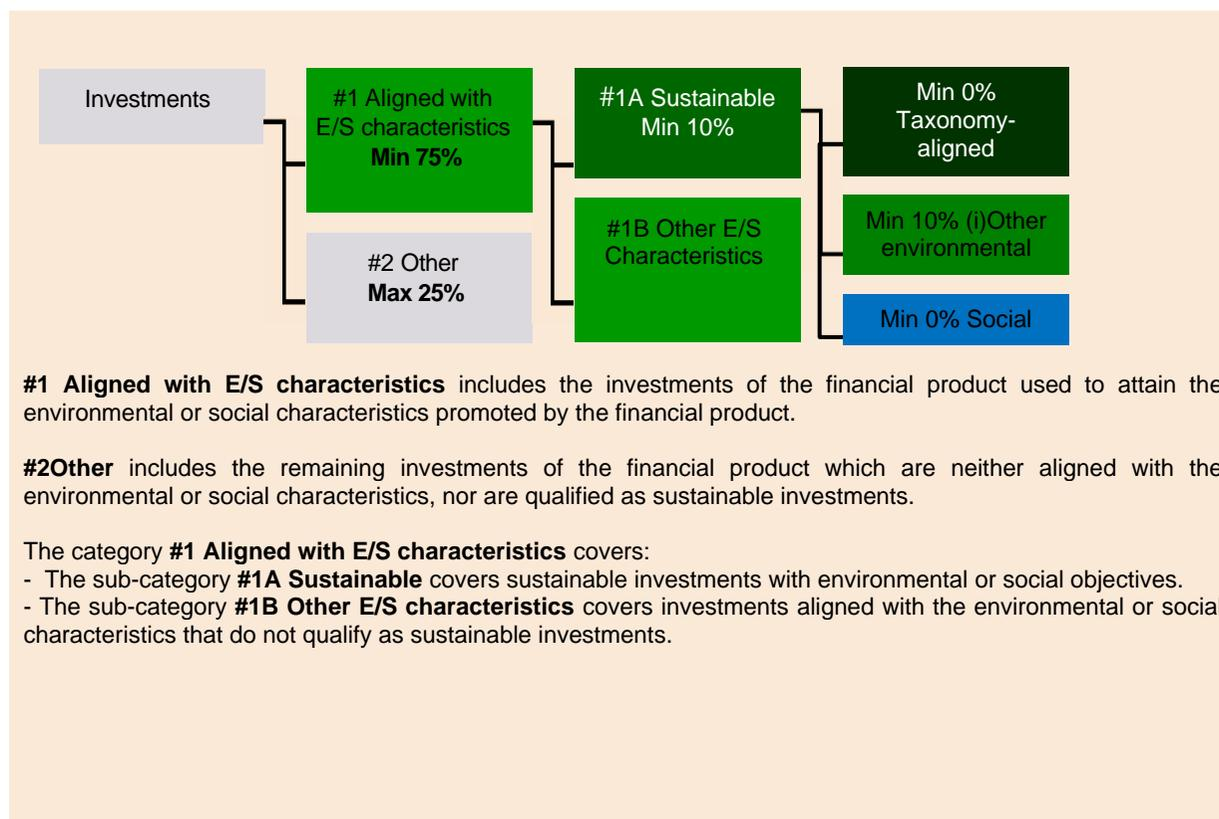 Investments
#1 Aligned with
E/S characteristics
Min 75%
#2 Other
Max 25%
#1A Sustainable
Min 10%
#1B Other E/S
Characteristics
Min 0%
Taxonomy-
aligned
Min 10% (i)Other
environmental
Min 0% Social
#1 Aligned with E/S characteristics includes the investments of the financial product used to attain the
environmental or social characteristics promoted by the financial product.
#2Other includes the remaining investments of the financial product which are neither aligned with the
environmental or social characteristics, nor are qualified as sustainable investments.
The category #1 Aligned with E/S characteristics covers:
- The sub-category #1A Sustainable covers sustainable investments with environmental or social objectives.
- The sub-category #1B Other E/S characteristics covers investments aligned with the environmental or social
characteristics that do not qualify as sustainable investments.